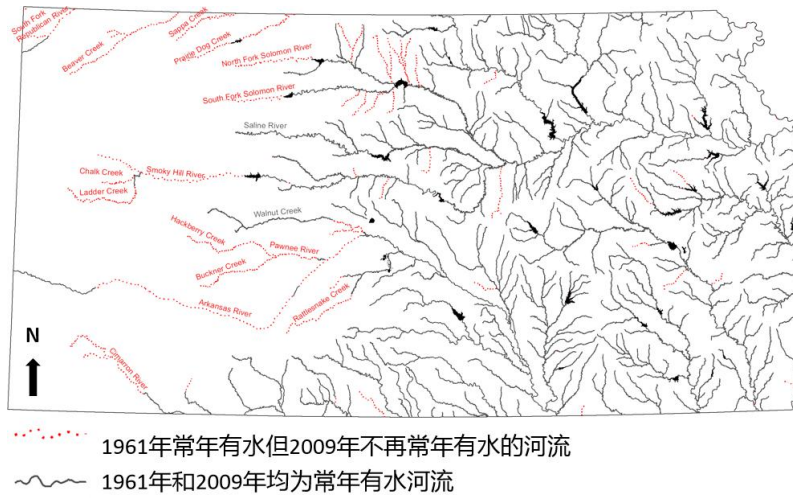 South Fork
Republican River
Beaver Creek
Sappa Creek
Prairie Dog Creek
North Fork Solomon River
South Fork Solomon River
Saline River
Chalk Creek
Smoky Hill River
Ladder Creek
Walnut Creek
Hackberry Creek
Pawnee River
Buckner Creek
Arkansas River
Rattlesnake Creek
Cimarron River
N
1961年常年有水但2009年不再常年有水的河流
1961年和2009年均为常年有水河流